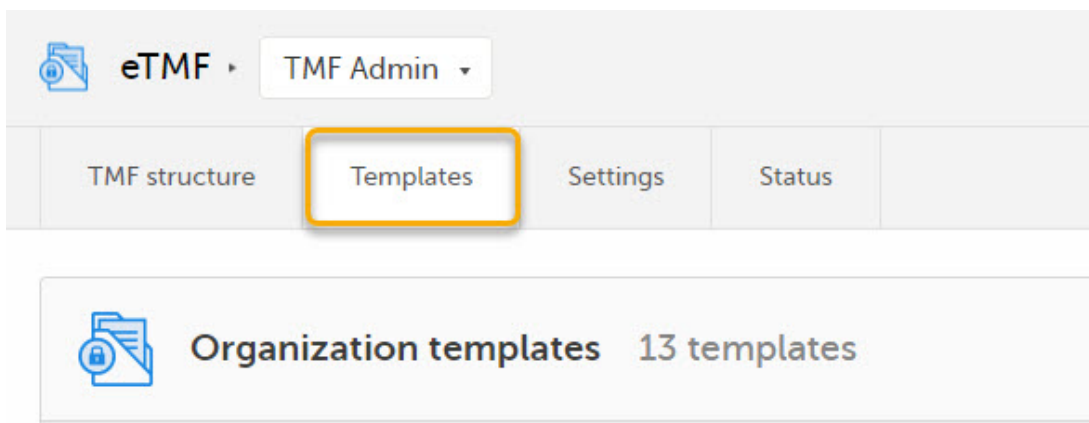 eTMF TMF Admin
TMF structure Templates Settings Status
Organization templates 13 templates